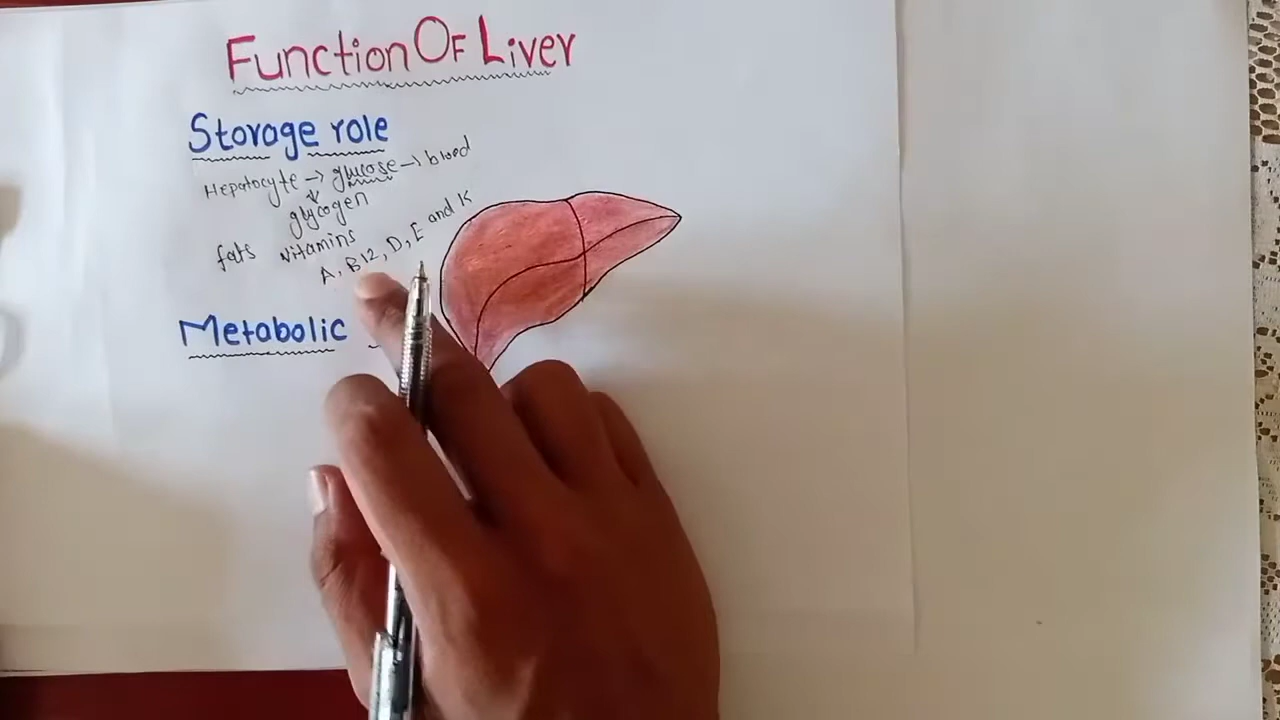 Function Of Liver
Storage role
Hepatocyte → glucose → blood
↓
glycogen
fats vitamins
A, B12, D, E and K
Metabolic